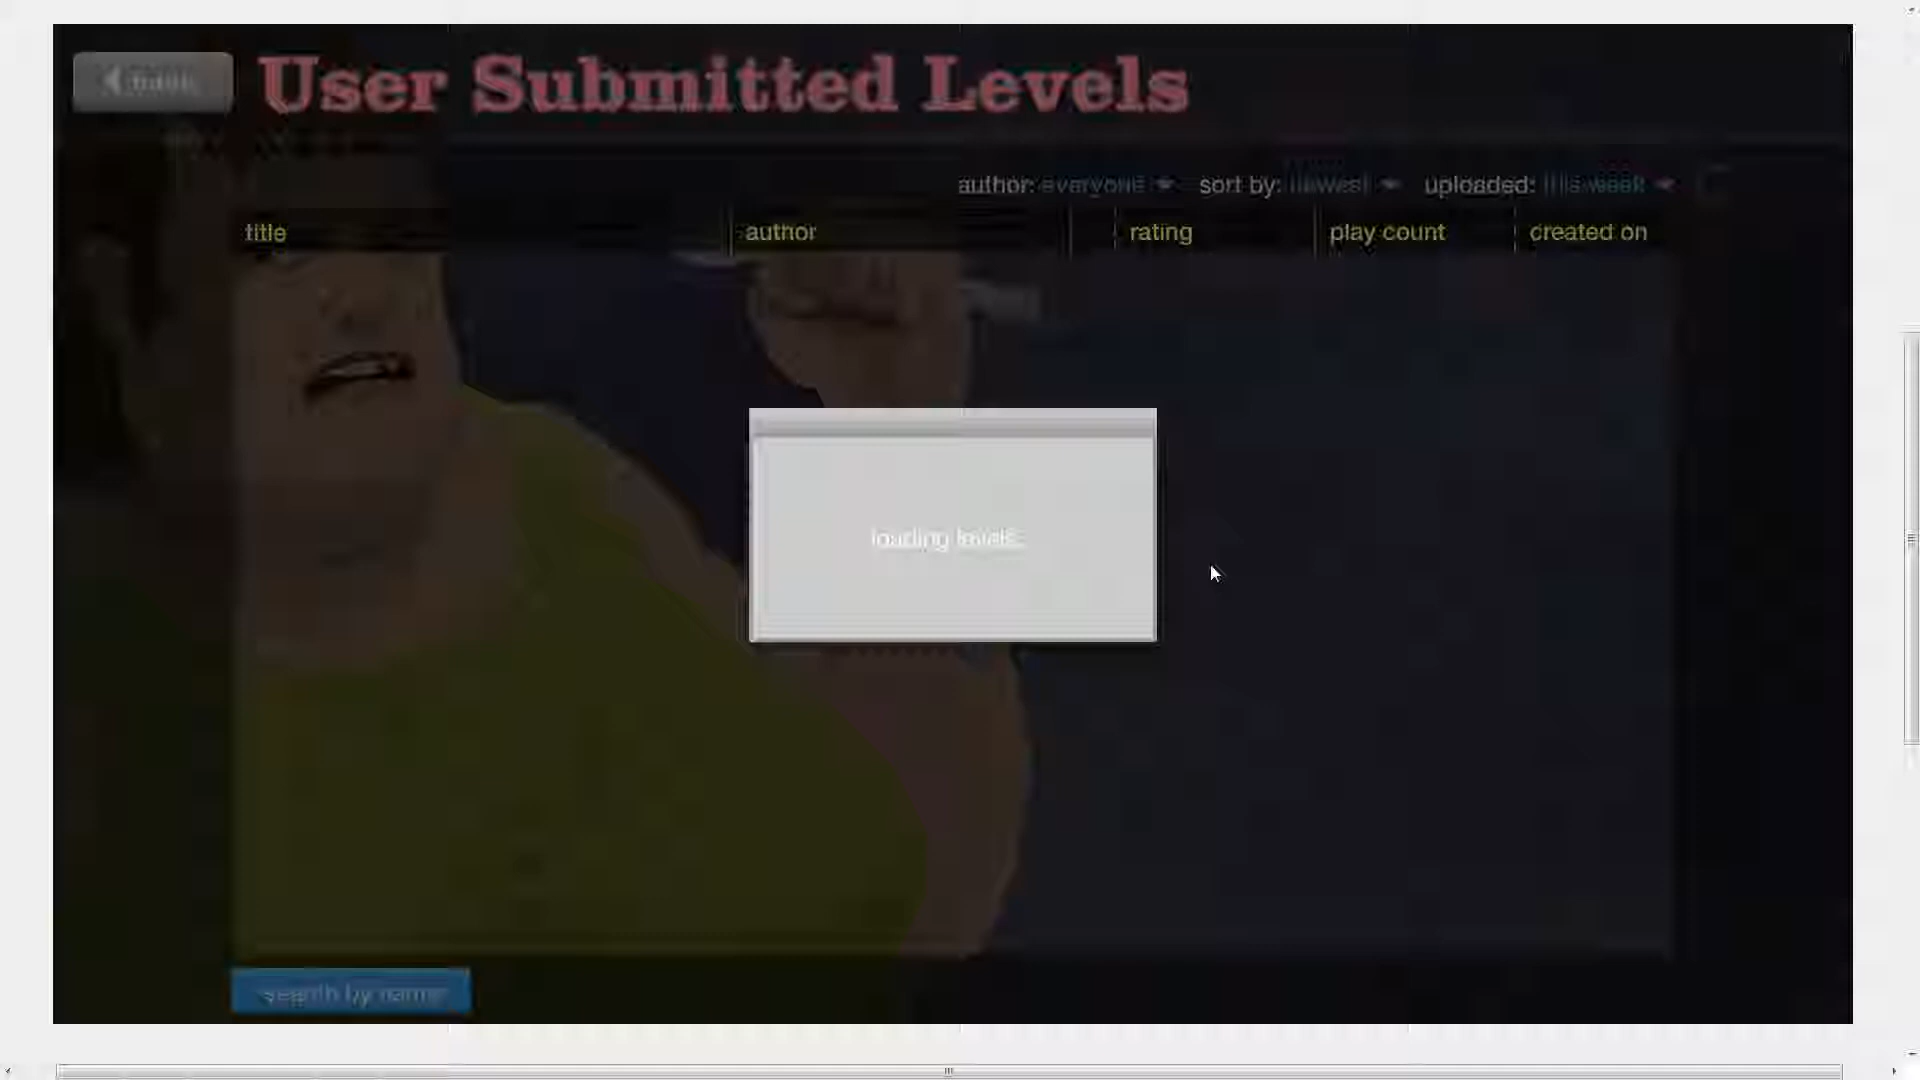 User Submitted Levels
author: everyone sort by: newest uploaded: this week
title author rating play count created on
loading levels..
search by name